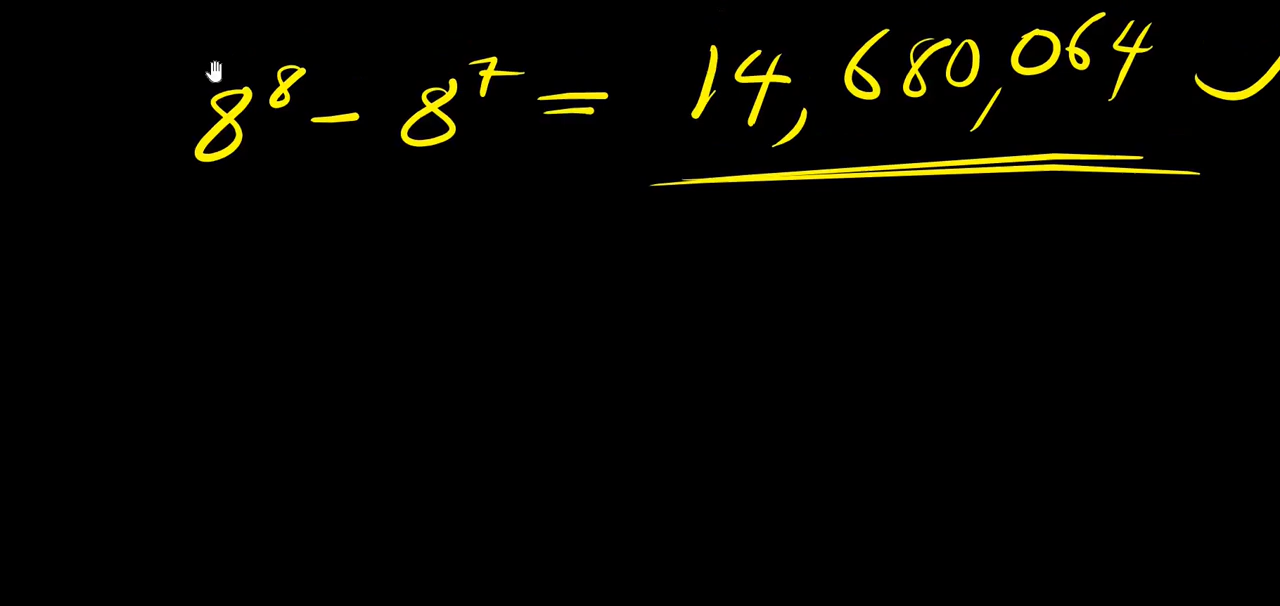 8⁸ - 8⁷ = 14,680,064